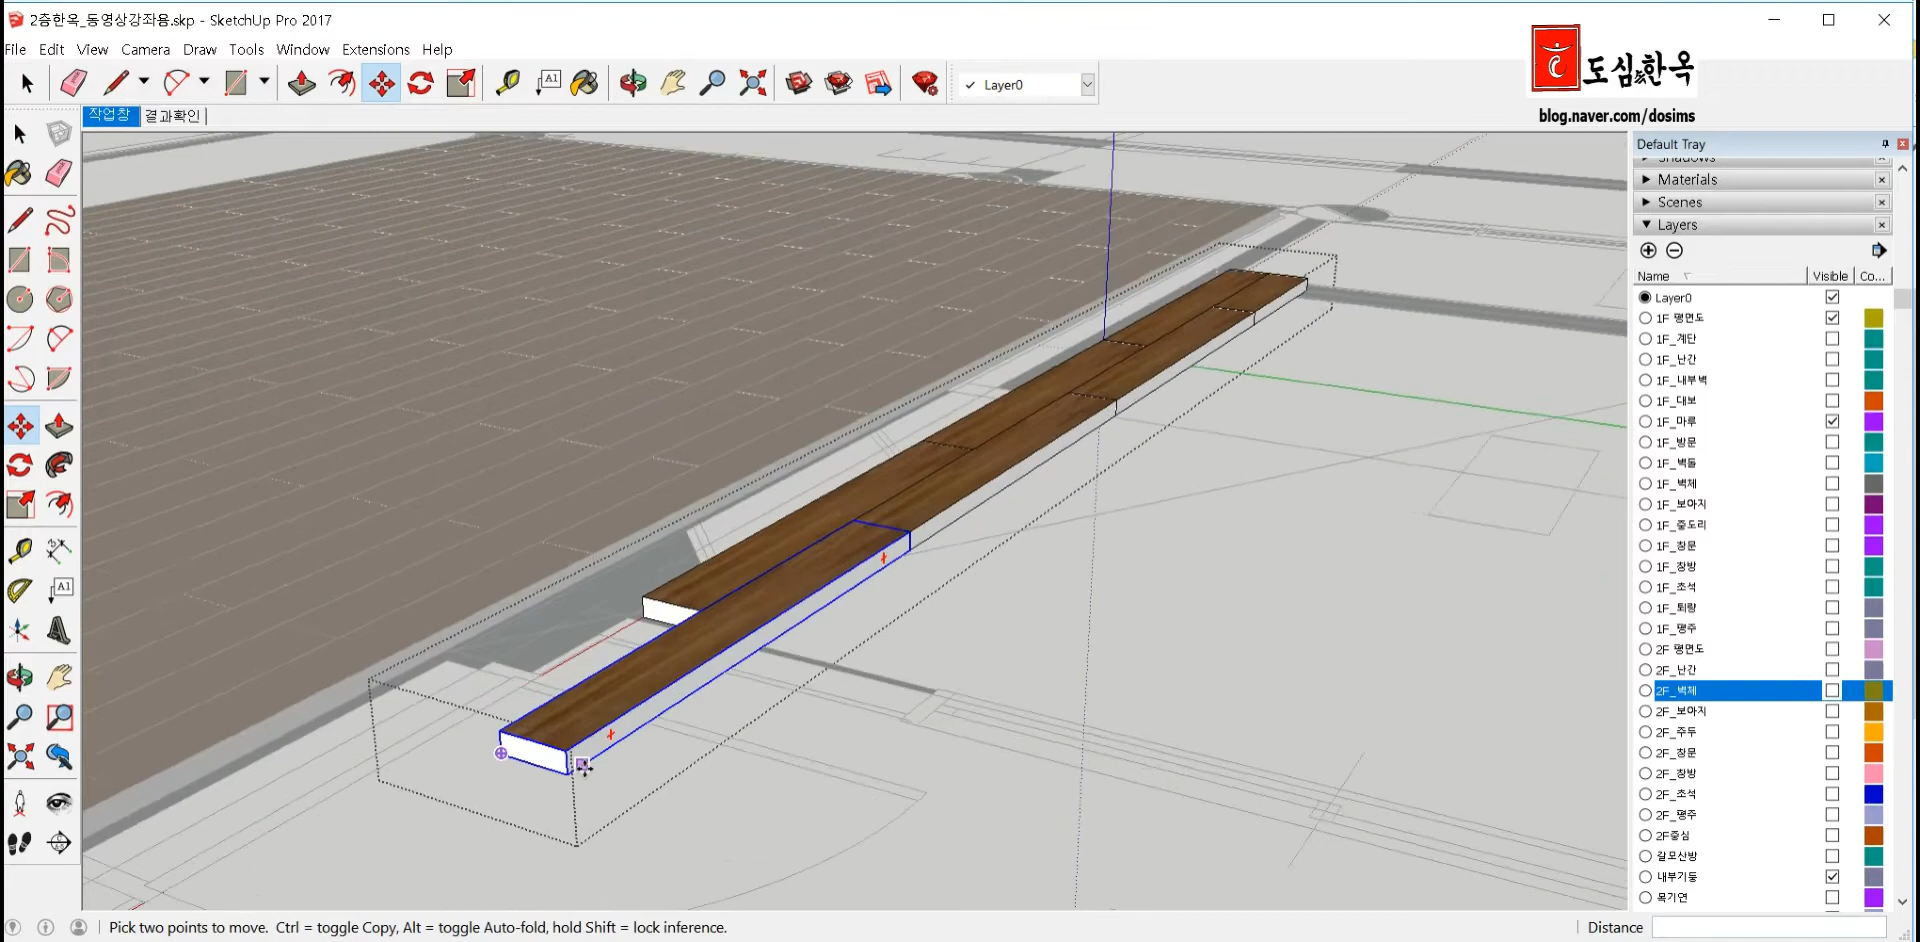 2층한옥_동영상강좌용.skp - SketchUp Pro 2017
File Edit View Camera Draw Tools Window Extensions Help
Layer0
도심속한옥
blog.naver.com/dosims
작업창 결과확인
Default Tray
Shadows
Materials
Scenes
Layers
Name Visible Co...
Layer0
1F 평면도
1F_계단
1F_난간
1F_내부벽
1F_대보
1F_마루
1F_방문
1F_벽돌
1F_벽체
1F_보아지
1F_중도리
1F_창문
1F_창방
1F_초석
1F_퇴량
1F_평주
2F 평면도
2F_난간
2F_벽체
2F_보아지
2F_주두
2F_창문
2F_창방
2F_초석
2F_평주
2F중심
갈모산방
내부기둥
목기연
Pick two points to move. Ctrl = toggle Copy, Alt = toggle Auto-fold, hold Shift = lock inference.
Distance